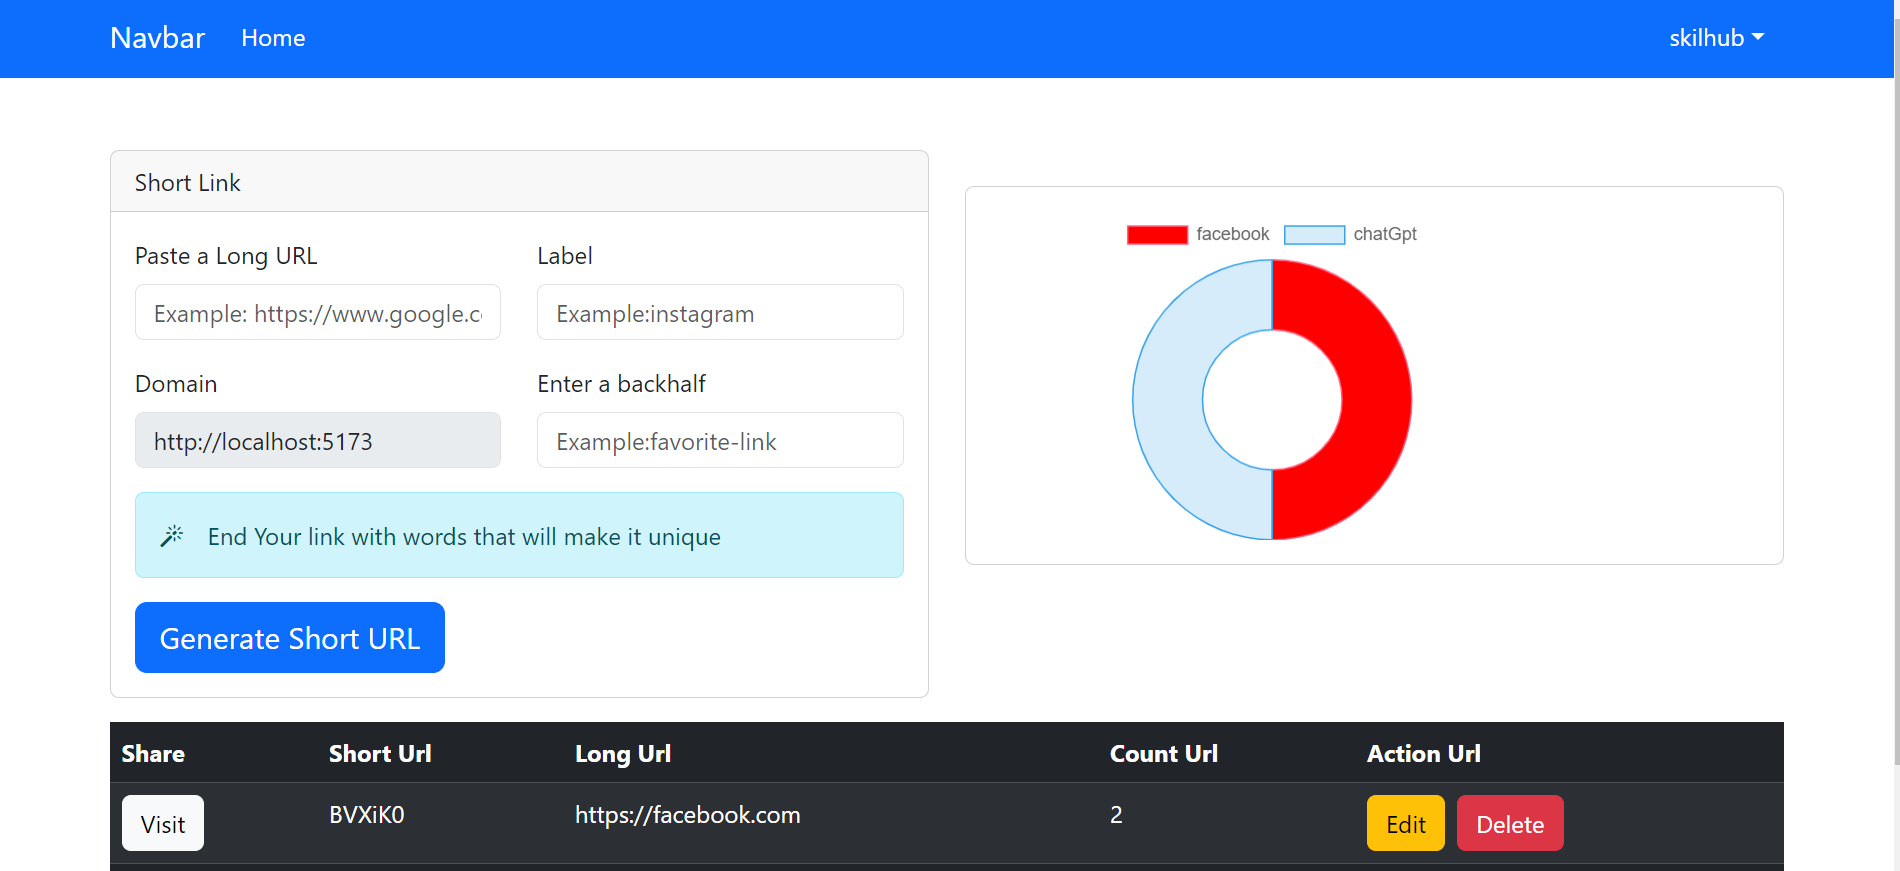 Navbar Home skilhub
Short Link
Paste a Long URL Label
Example: https://www.google.c Example:instagram
Domain Enter a backhalf
http://localhost:5173 Example:favorite-link
End Your link with words that will make it unique
Generate Short URL
facebook chatGpt
Share Short Url Long Url Count Url Action Url
Visit BVXiK0 https://facebook.com 2 Edit Delete